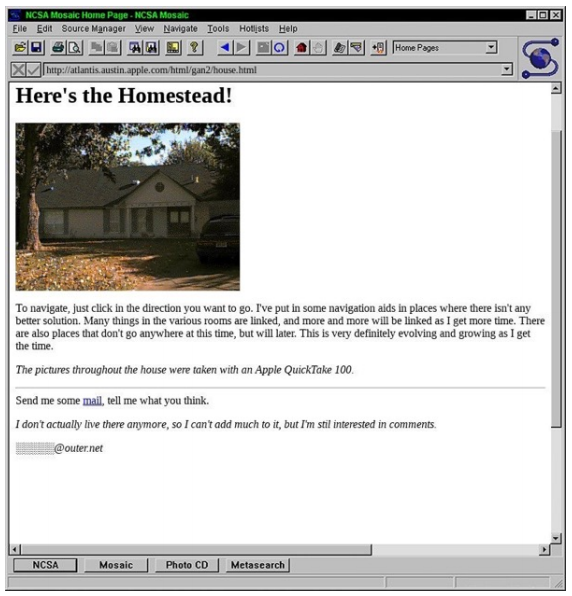 NCSA Mosaic Home Page - NCSA Mosaic
File Edit Source Manager View Navigate Tools Hotlists Help
Home Pages
http://atlantis.austin.apple.com/html/gan2/house.html
Here's the Homestead!
To navigate, just click in the direction you want to go. I've put in some navigation aids in places where there isn't any
better solution. Many things in the various rooms are linked, and more and more will be linked as I get more time. There
are also places that don't go anywhere at this time, but will later. This is very definitely evolving and growing as I get
the time.
The pictures throughout the house were taken with an Apple QuickTake 100.
Send me some mail, tell me what you think.
I don't actually live there anymore, so I can't add much to it, but I'm stil interested in comments.
@outer.net
NCSA Mosaic Photo CD Metasearch